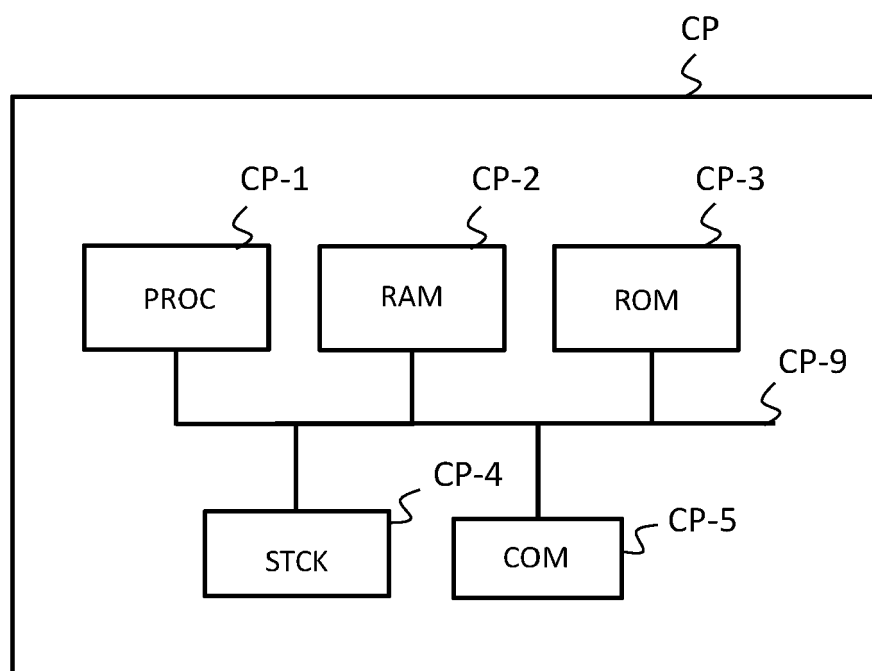 CP
CP-1
CP-2
CP-3
PROC
RAM
ROM
CP-9
CP-4
CP-5
STCK
COM